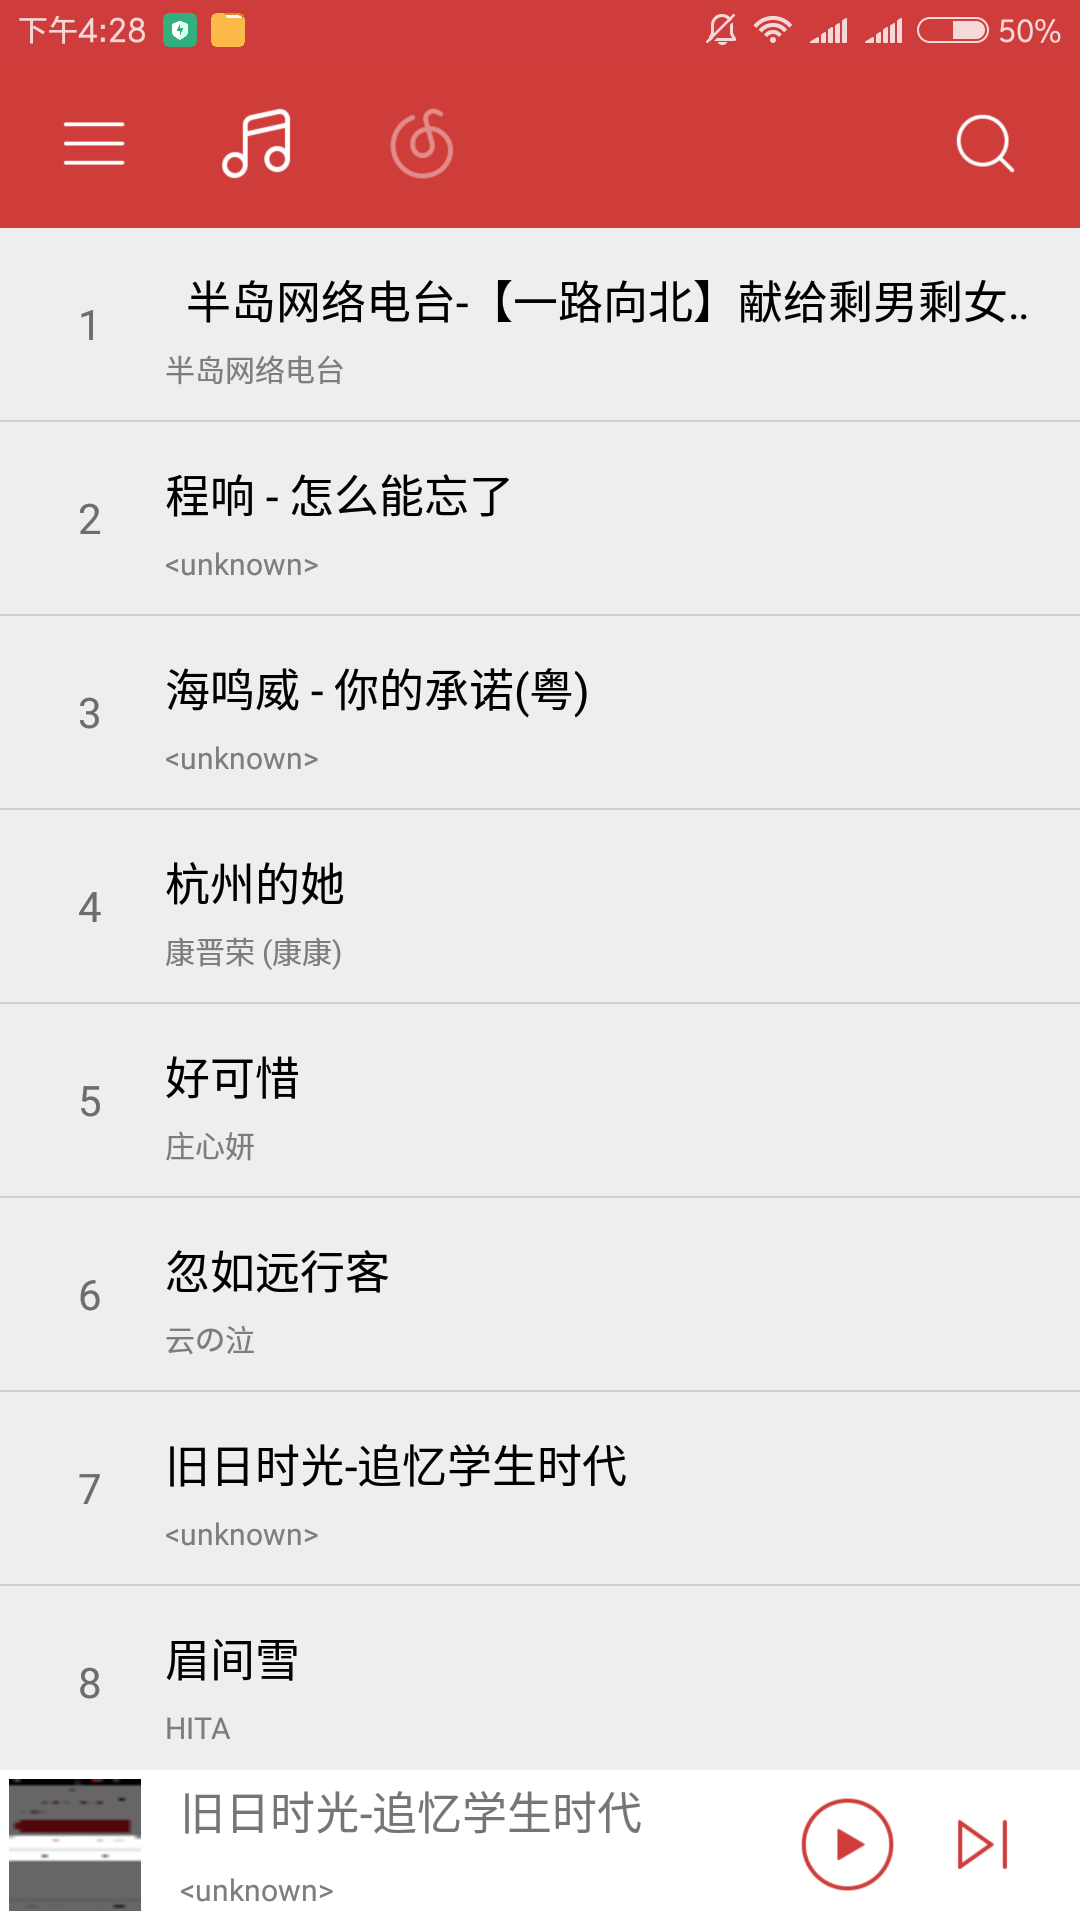 下午4:28
50%
1
半岛网络电台-【一路向北】献给剩男剩女..
半岛网络电台
2
程响 - 怎么能忘了
<unknown>
3
海鸣威 - 你的承诺(粤)
<unknown>
4
杭州的她
康晋荣 (康康)
5
好可惜
庄心妍
6
忽如远行客
云の泣
7
旧日时光-追忆学生时代
<unknown>
8
眉间雪
HITA
旧日时光-追忆学生时代
<unknown>